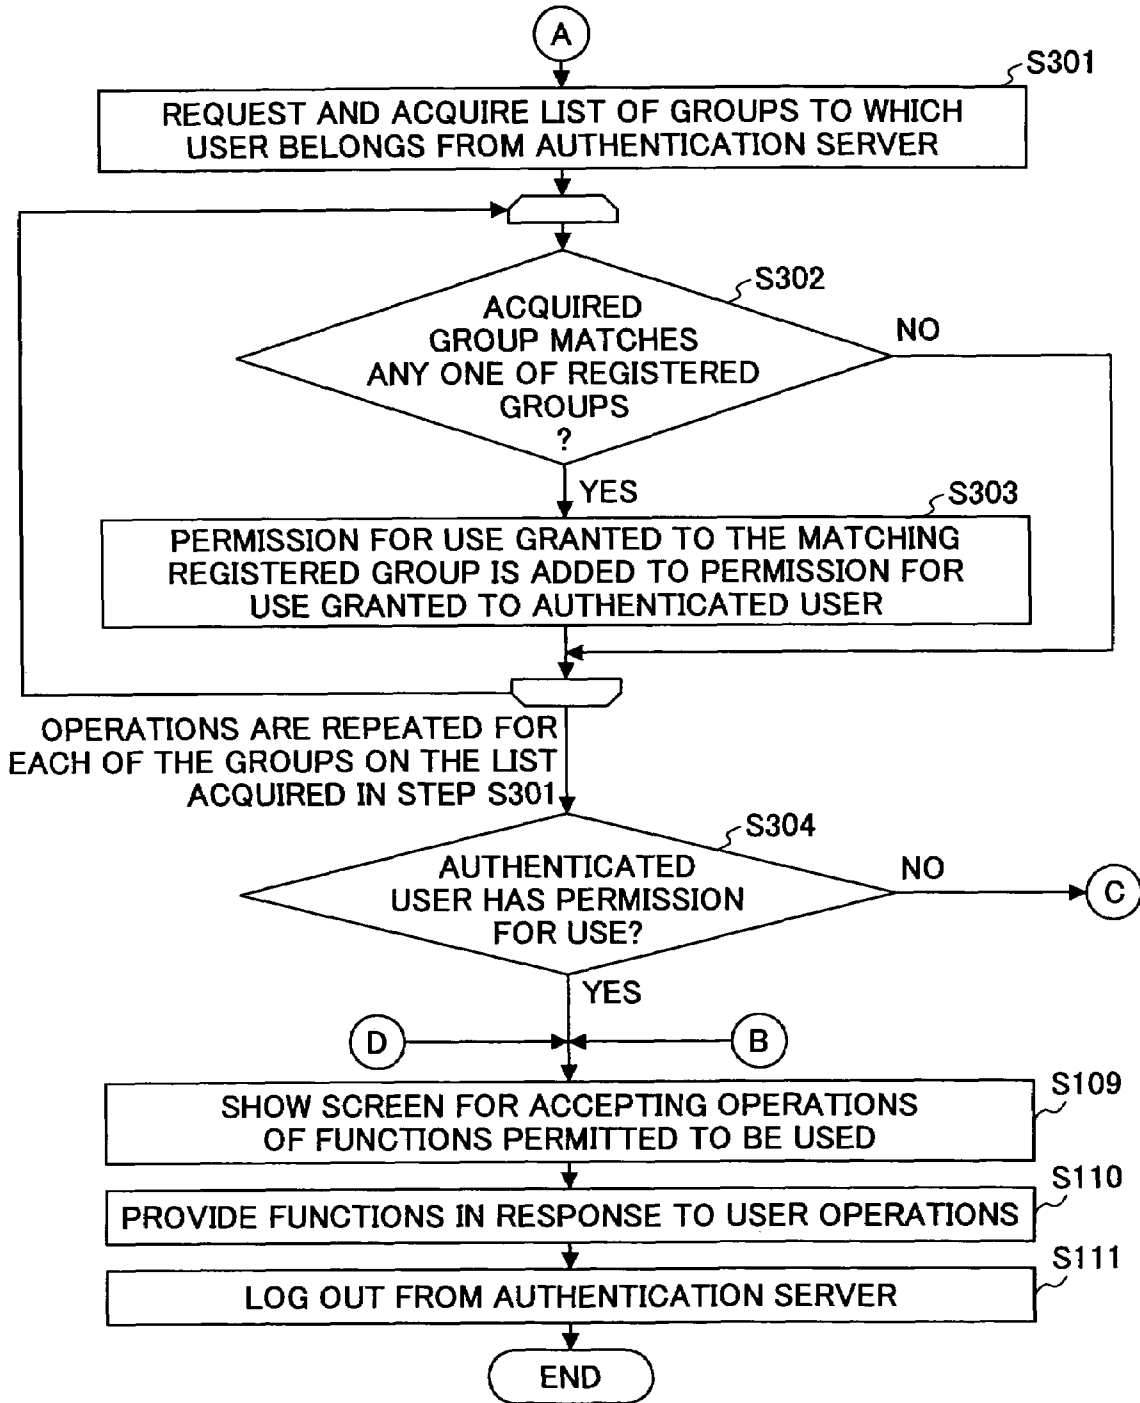 A
S301
REQUEST AND ACQUIRE LIST OF GROUPS TO WHICH
USER BELONGS FROM AUTHENTICATION SERVER
S302
ACQUIRED
GROUP MATCHES
ANY ONE OF REGISTERED
GROUPS
?
NO
YES
S303
PERMISSION FOR USE GRANTED TO THE MATCHING
REGISTERED GROUP IS ADDED TO PERMISSION FOR
USE GRANTED TO AUTHENTICATED USER
OPERATIONS ARE REPEATED FOR
EACH OF THE GROUPS ON THE LIST
ACQUIRED IN STEP S301
S304
AUTHENTICATED
USER HAS PERMISSION
FOR USE?
NO
C
YES
D
B
S109
SHOW SCREEN FOR ACCEPTING OPERATIONS
OF FUNCTIONS PERMITTED TO BE USED
S110
PROVIDE FUNCTIONS IN RESPONSE TO USER OPERATIONS
S111
LOG OUT FROM AUTHENTICATION SERVER
END